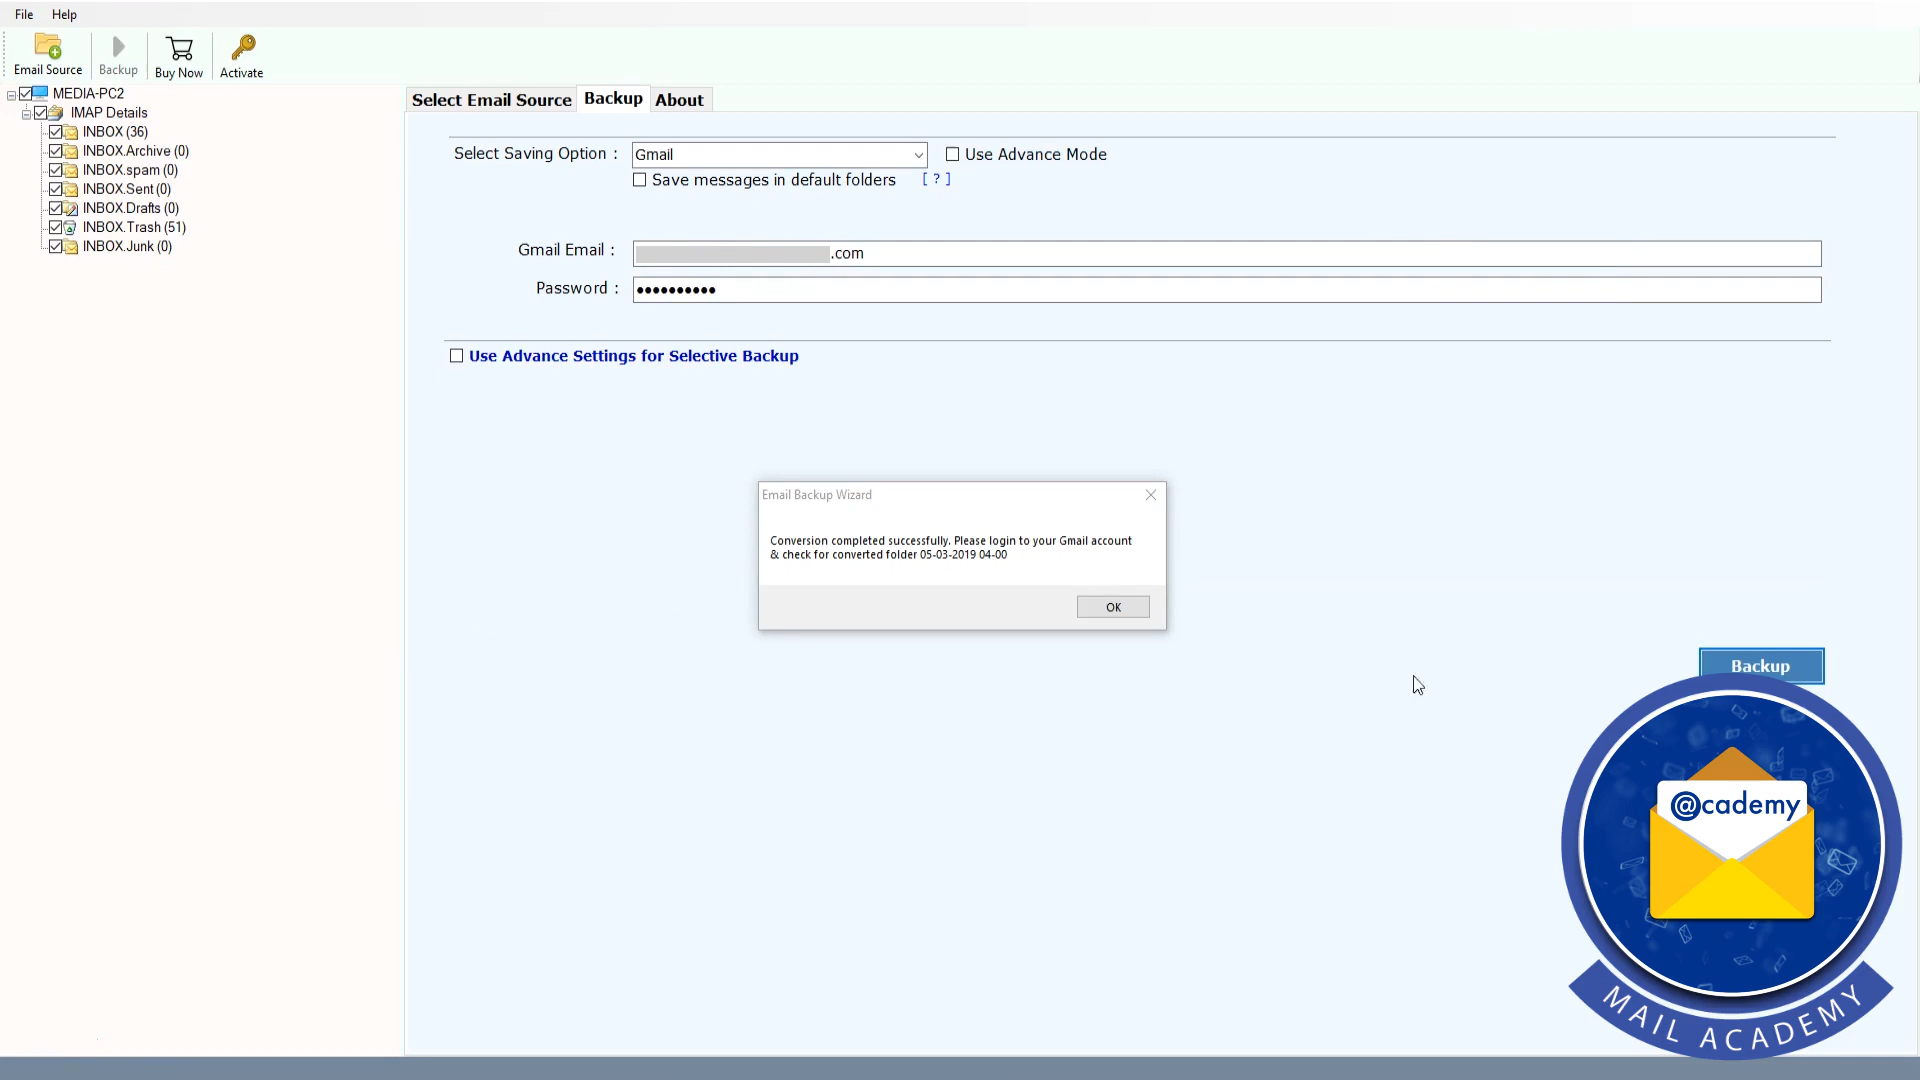 File Help
Email Source Backup Buy Now Activate
MEDIA-PC2
IMAP Details
INBOX (36)
INBOX.Archive (0)
INBOX.spam (0)
INBOX.Sent (0)
INBOX.Drafts (0)
INBOX.Trash (51)
INBOX.Junk (0)
Select Email Source Backup About
Select Saving Option : Gmail Use Advance Mode
Save messages in default folders [ ? ]
Gmail Email : .com
Password : ●●●●●●●●●●
Use Advance Settings for Selective Backup
Email Backup Wizard
Conversion completed successfully. Please login to your Gmail account
& check for converted folder 05-03-2019 04-00
OK
Backup
@cademy
MAIL ACADEMY